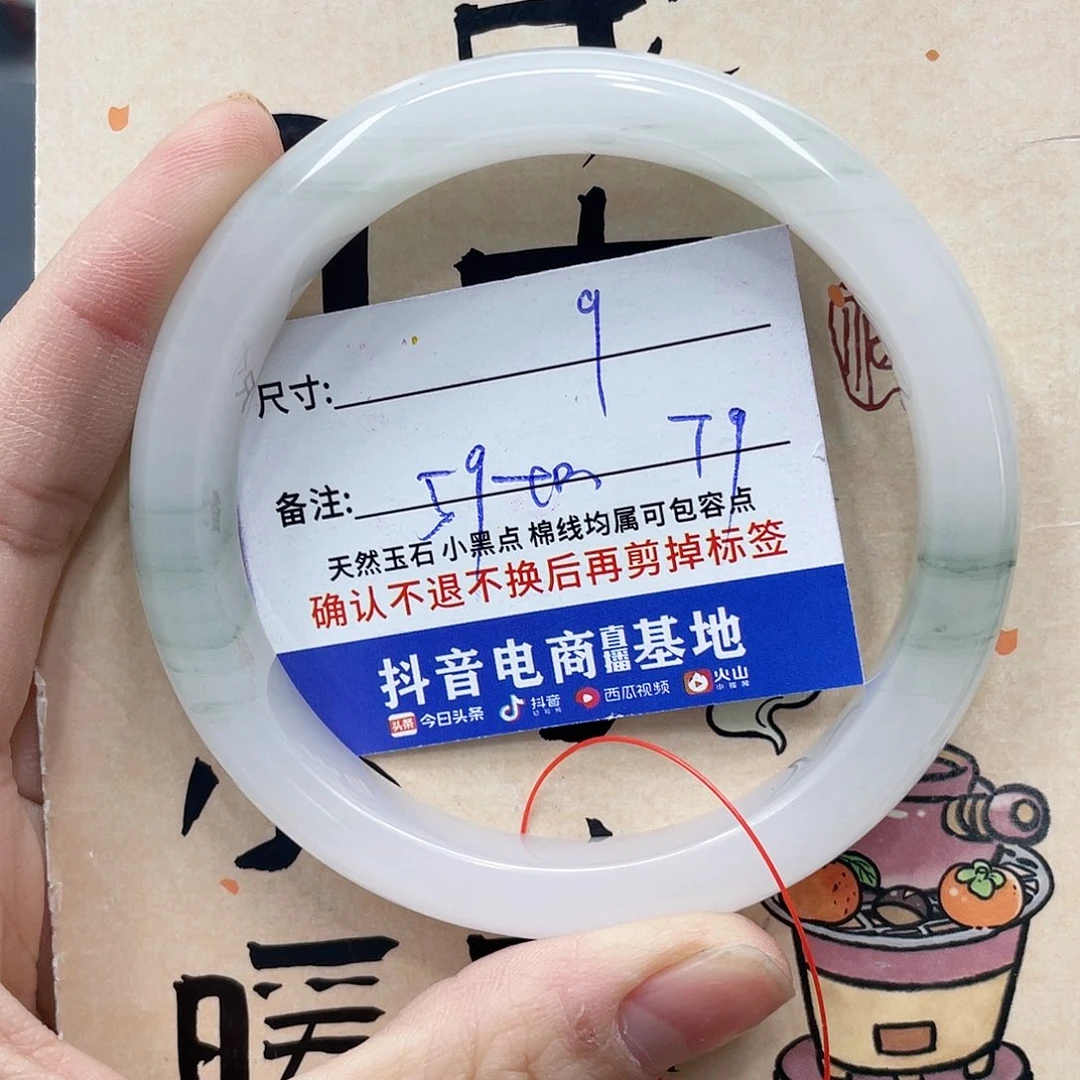 尺寸: 9
备注: 59-cm T9
天然玉石 小黑点 棉线均属可包容点
确认不退不换后再剪掉标签
抖音电商直播基地
头条 今日头条 抖音 西瓜视频 火山
暖